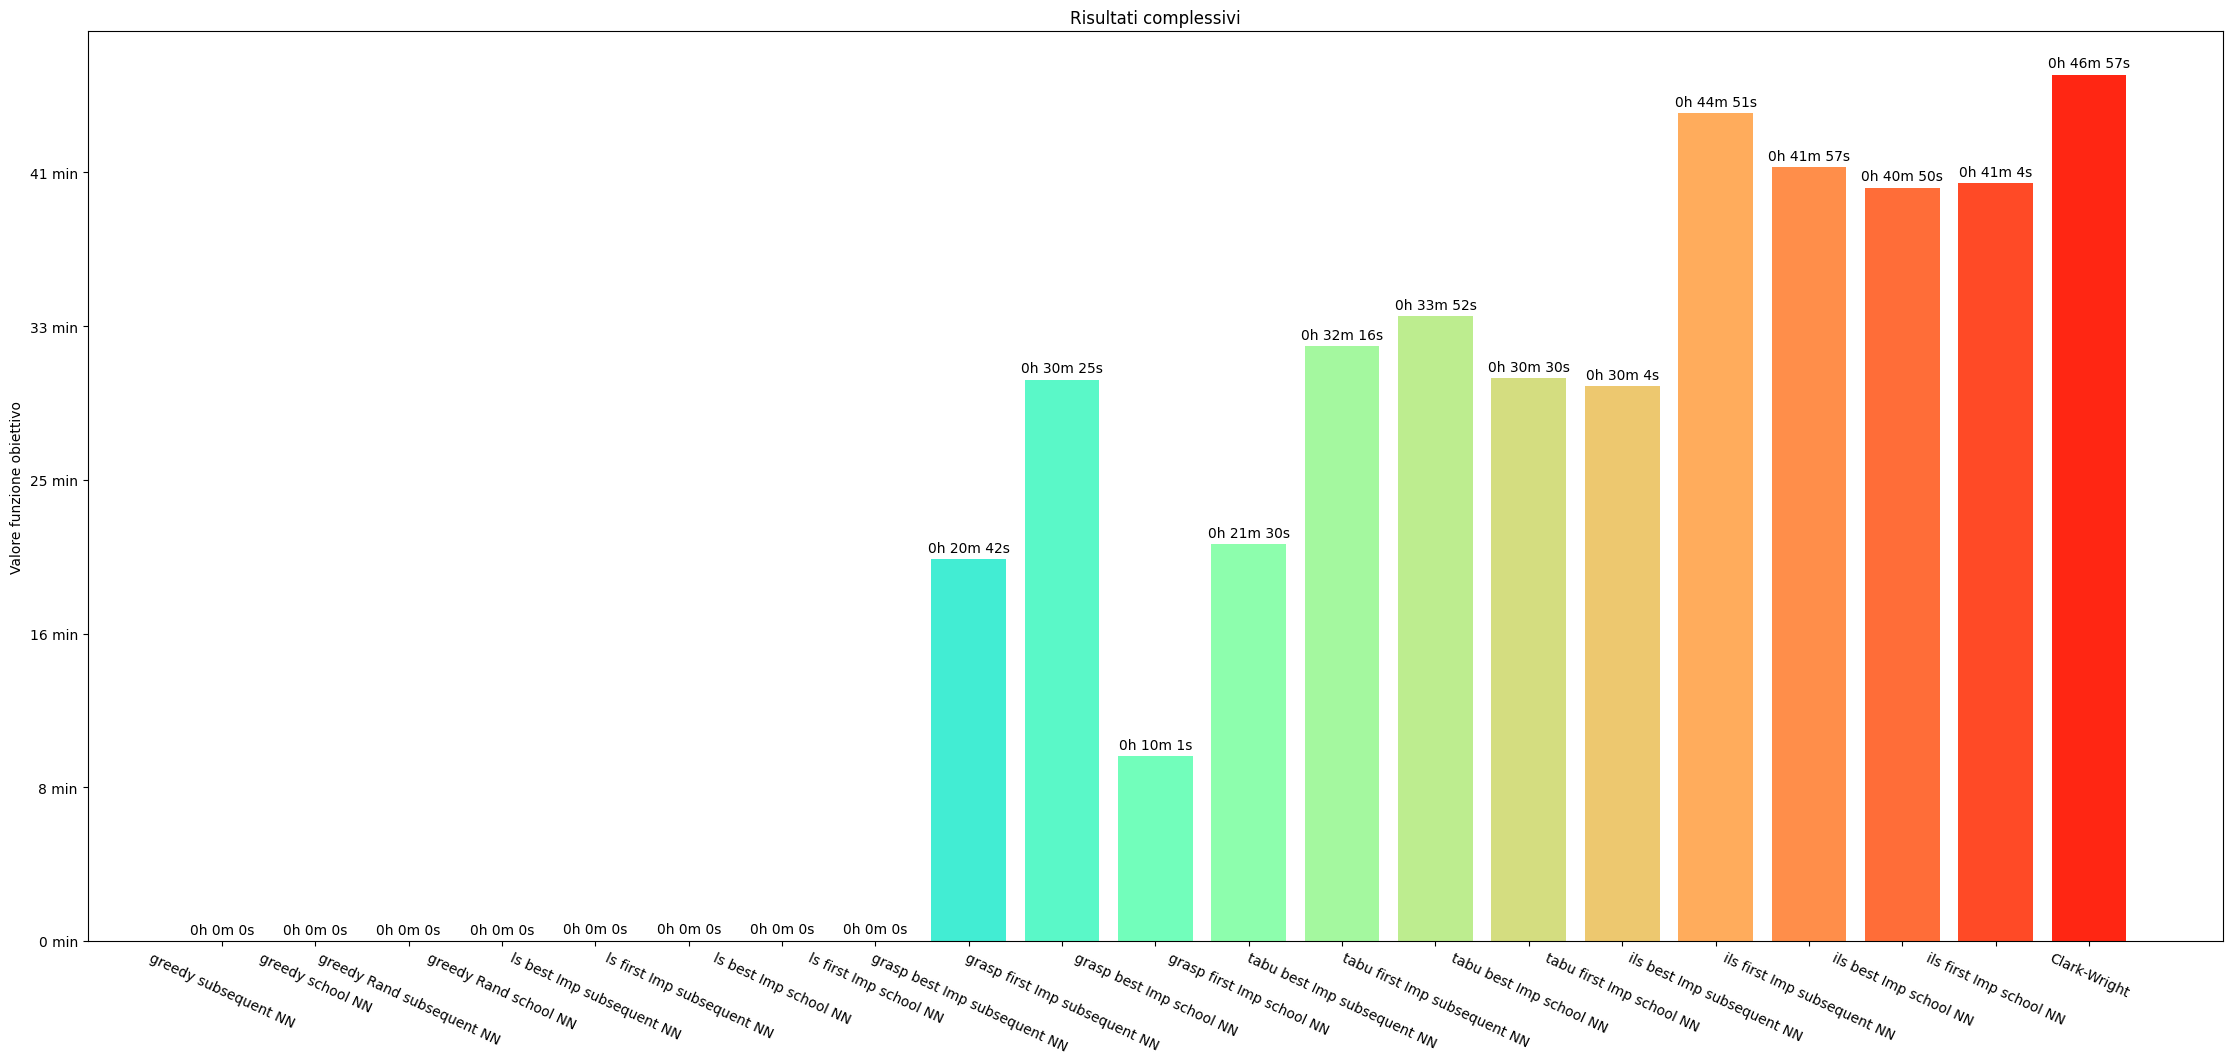 Risultati complessivi
Valore funzione obiettivo
41 min
33 min
25 min
16 min
8 min
0 min
0h 0m 0s
0h 0m 0s
0h 0m 0s
0h 0m 0s
0h 0m 0s
0h 0m 0s
0h 0m 0s
0h 0m 0s
0h 20m 42s
0h 30m 25s
0h 10m 1s
0h 21m 30s
0h 32m 16s
0h 33m 52s
0h 30m 30s
0h 30m 4s
0h 44m 51s
0h 41m 57s
0h 40m 50s
0h 41m 4s
0h 46m 57s
greedy subsequent NN
greedy school NN
greedy Rand subsequent NN
greedy Rand school NN
ls best Imp subsequent NN
ls first Imp subsequent NN
ls best Imp school NN
ls first Imp school NN
grasp best Imp subsequent NN
grasp first Imp subsequent NN
grasp best Imp school NN
grasp first Imp school NN
tabu best Imp subsequent NN
tabu first Imp subsequent NN
tabu best Imp school NN
tabu first Imp school NN
ils best Imp subsequent NN
ils first Imp subsequent NN
ils best Imp school NN
ils first Imp school NN
Clark-Wright